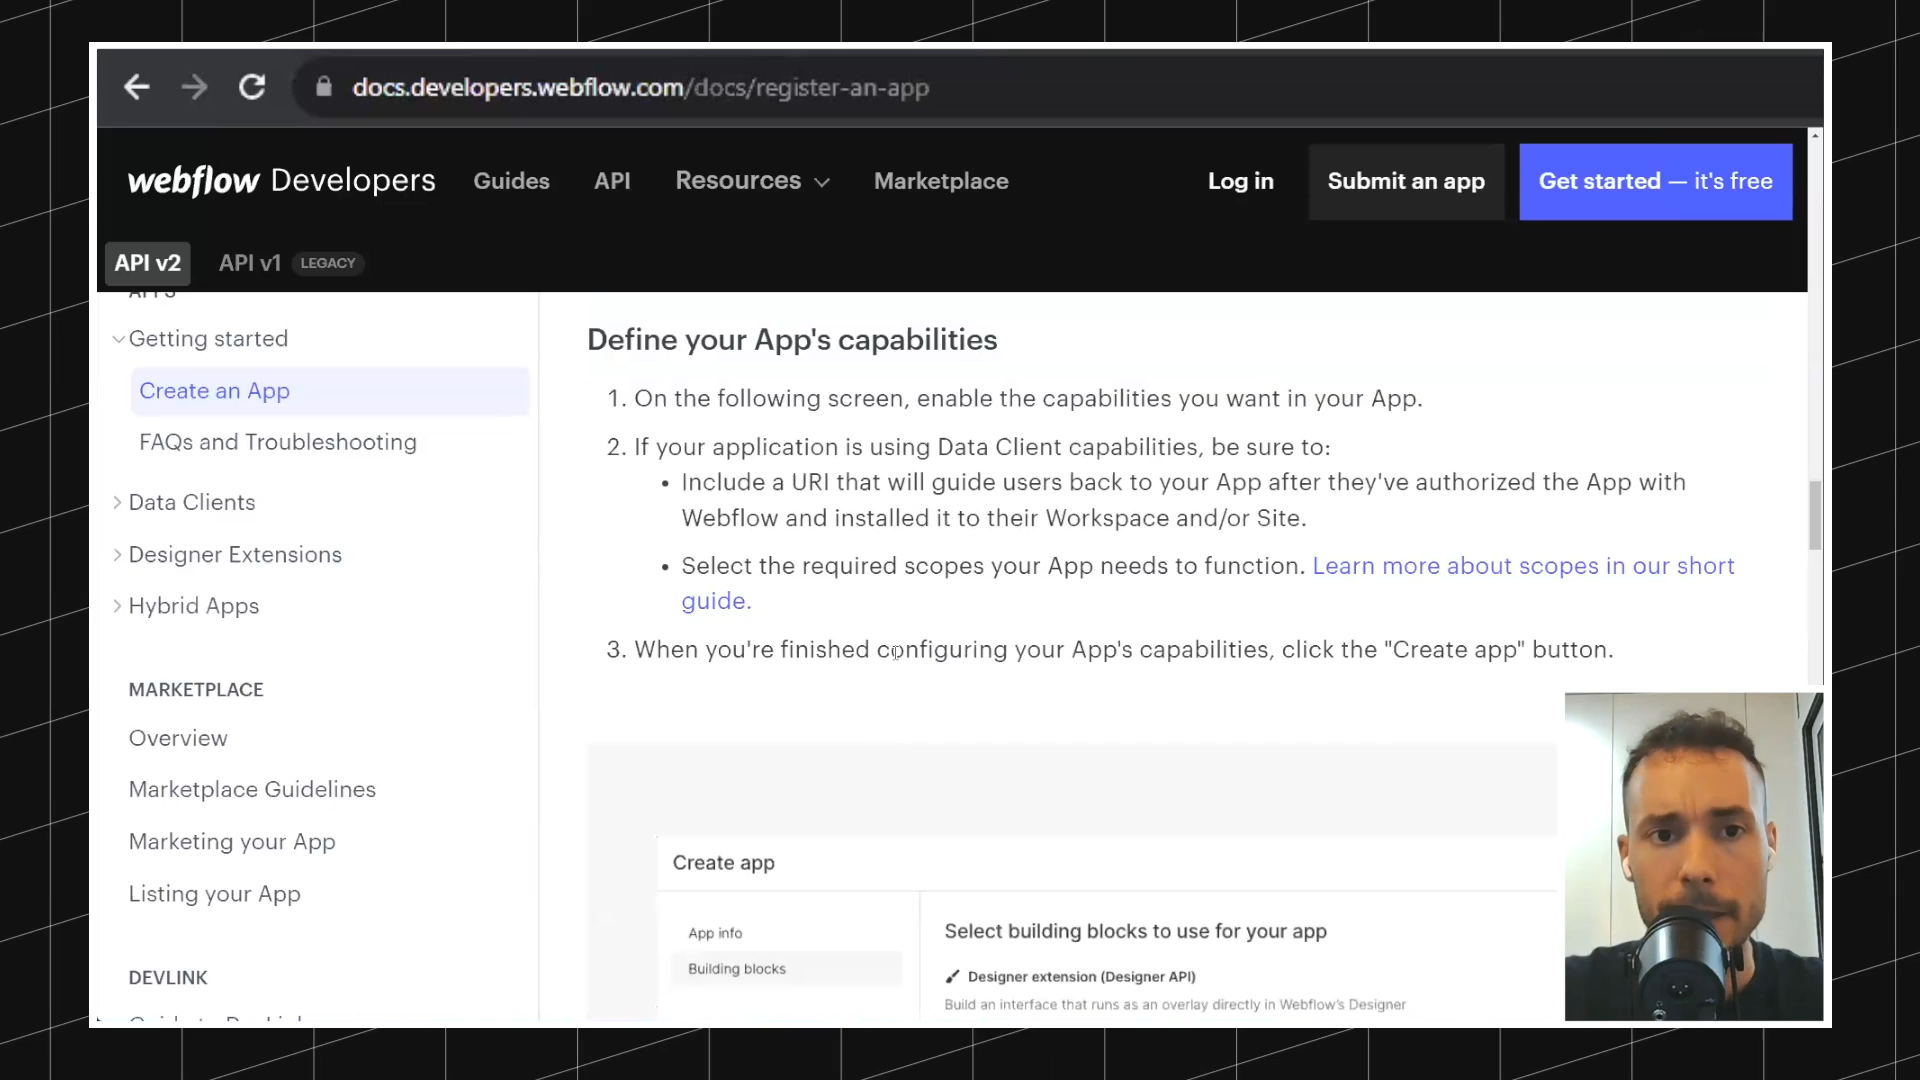 docs.developers.webflow.com/docs/register-an-app
webflow Developers
Guides
API
Resources
Marketplace
Log in
Submit an app
Get started — it's free
API v2
API v1 LEGACY
APPS
Getting started
Create an App
FAQs and Troubleshooting
Data Clients
Designer Extensions
Hybrid Apps
MARKETPLACE
Overview
Marketplace Guidelines
Marketing your App
Listing your App
DEVLINK
Define your App's capabilities
1. On the following screen, enable the capabilities you want in your App.
2. If your application is using Data Client capabilities, be sure to:
• Include a URI that will guide users back to your App after they've authorized the App with
Webflow and installed it to their Workspace and/or Site.
• Select the required scopes your App needs to function. Learn more about scopes in our short
guide.
3. When you're finished configuring your App's capabilities, click the "Create app" button.
Create app
App info
Building blocks
Select building blocks to use for your app
Designer extension (Designer API)
Build an interface that runs as an overlay directly in Webflow's Designer